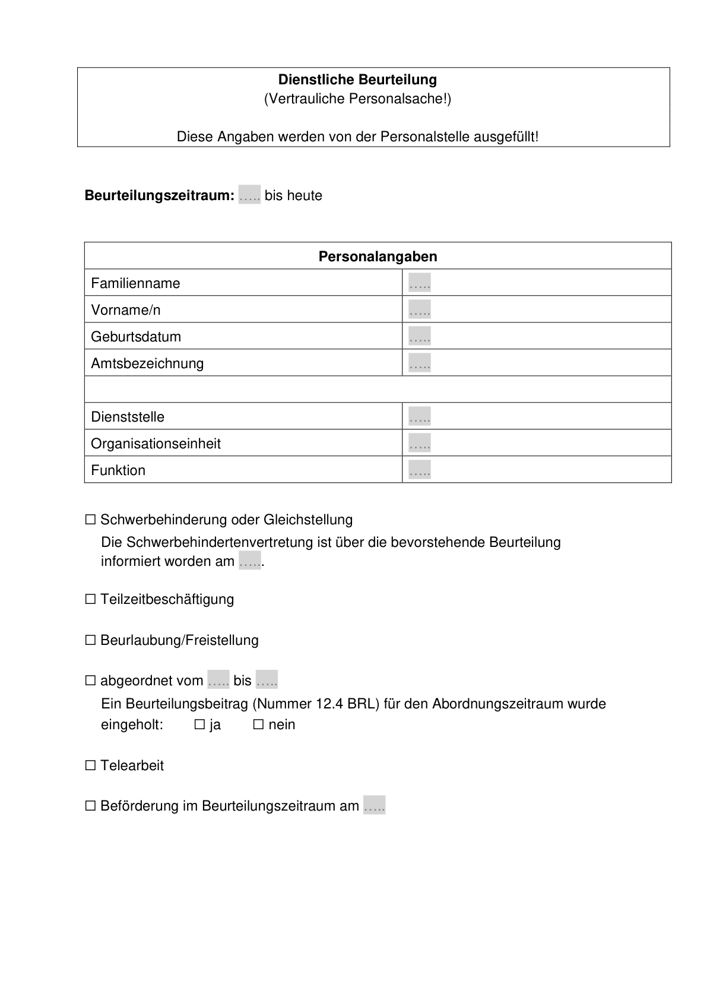 Dienstliche Beurteilung
(Vertrauliche Personalsache!)
Diese Angaben werden von der Personalstelle ausgefüllt!
Beurteilungszeitraum: ..... bis heute
Personalangaben
Familienname .....
Vorname/n .....
Geburtsdatum .....
Amtsbezeichnung .....
Dienststelle .....
Organisationseinheit .....
Funktion .....
☐ Schwerbehinderung oder Gleichstellung
Die Schwerbehindertenvertretung ist über die bevorstehende Beurteilung
informiert worden am ......
☐ Teilzeitbeschäftigung
☐ Beurlaubung/Freistellung
☐ abgeordnet vom ..... bis .....
Ein Beurteilungsbeitrag (Nummer 12.4 BRL) für den Abordnungszeitraum wurde
eingeholt: ☐ ja ☐ nein
☐ Telearbeit
☐ Beförderung im Beurteilungszeitraum am .....